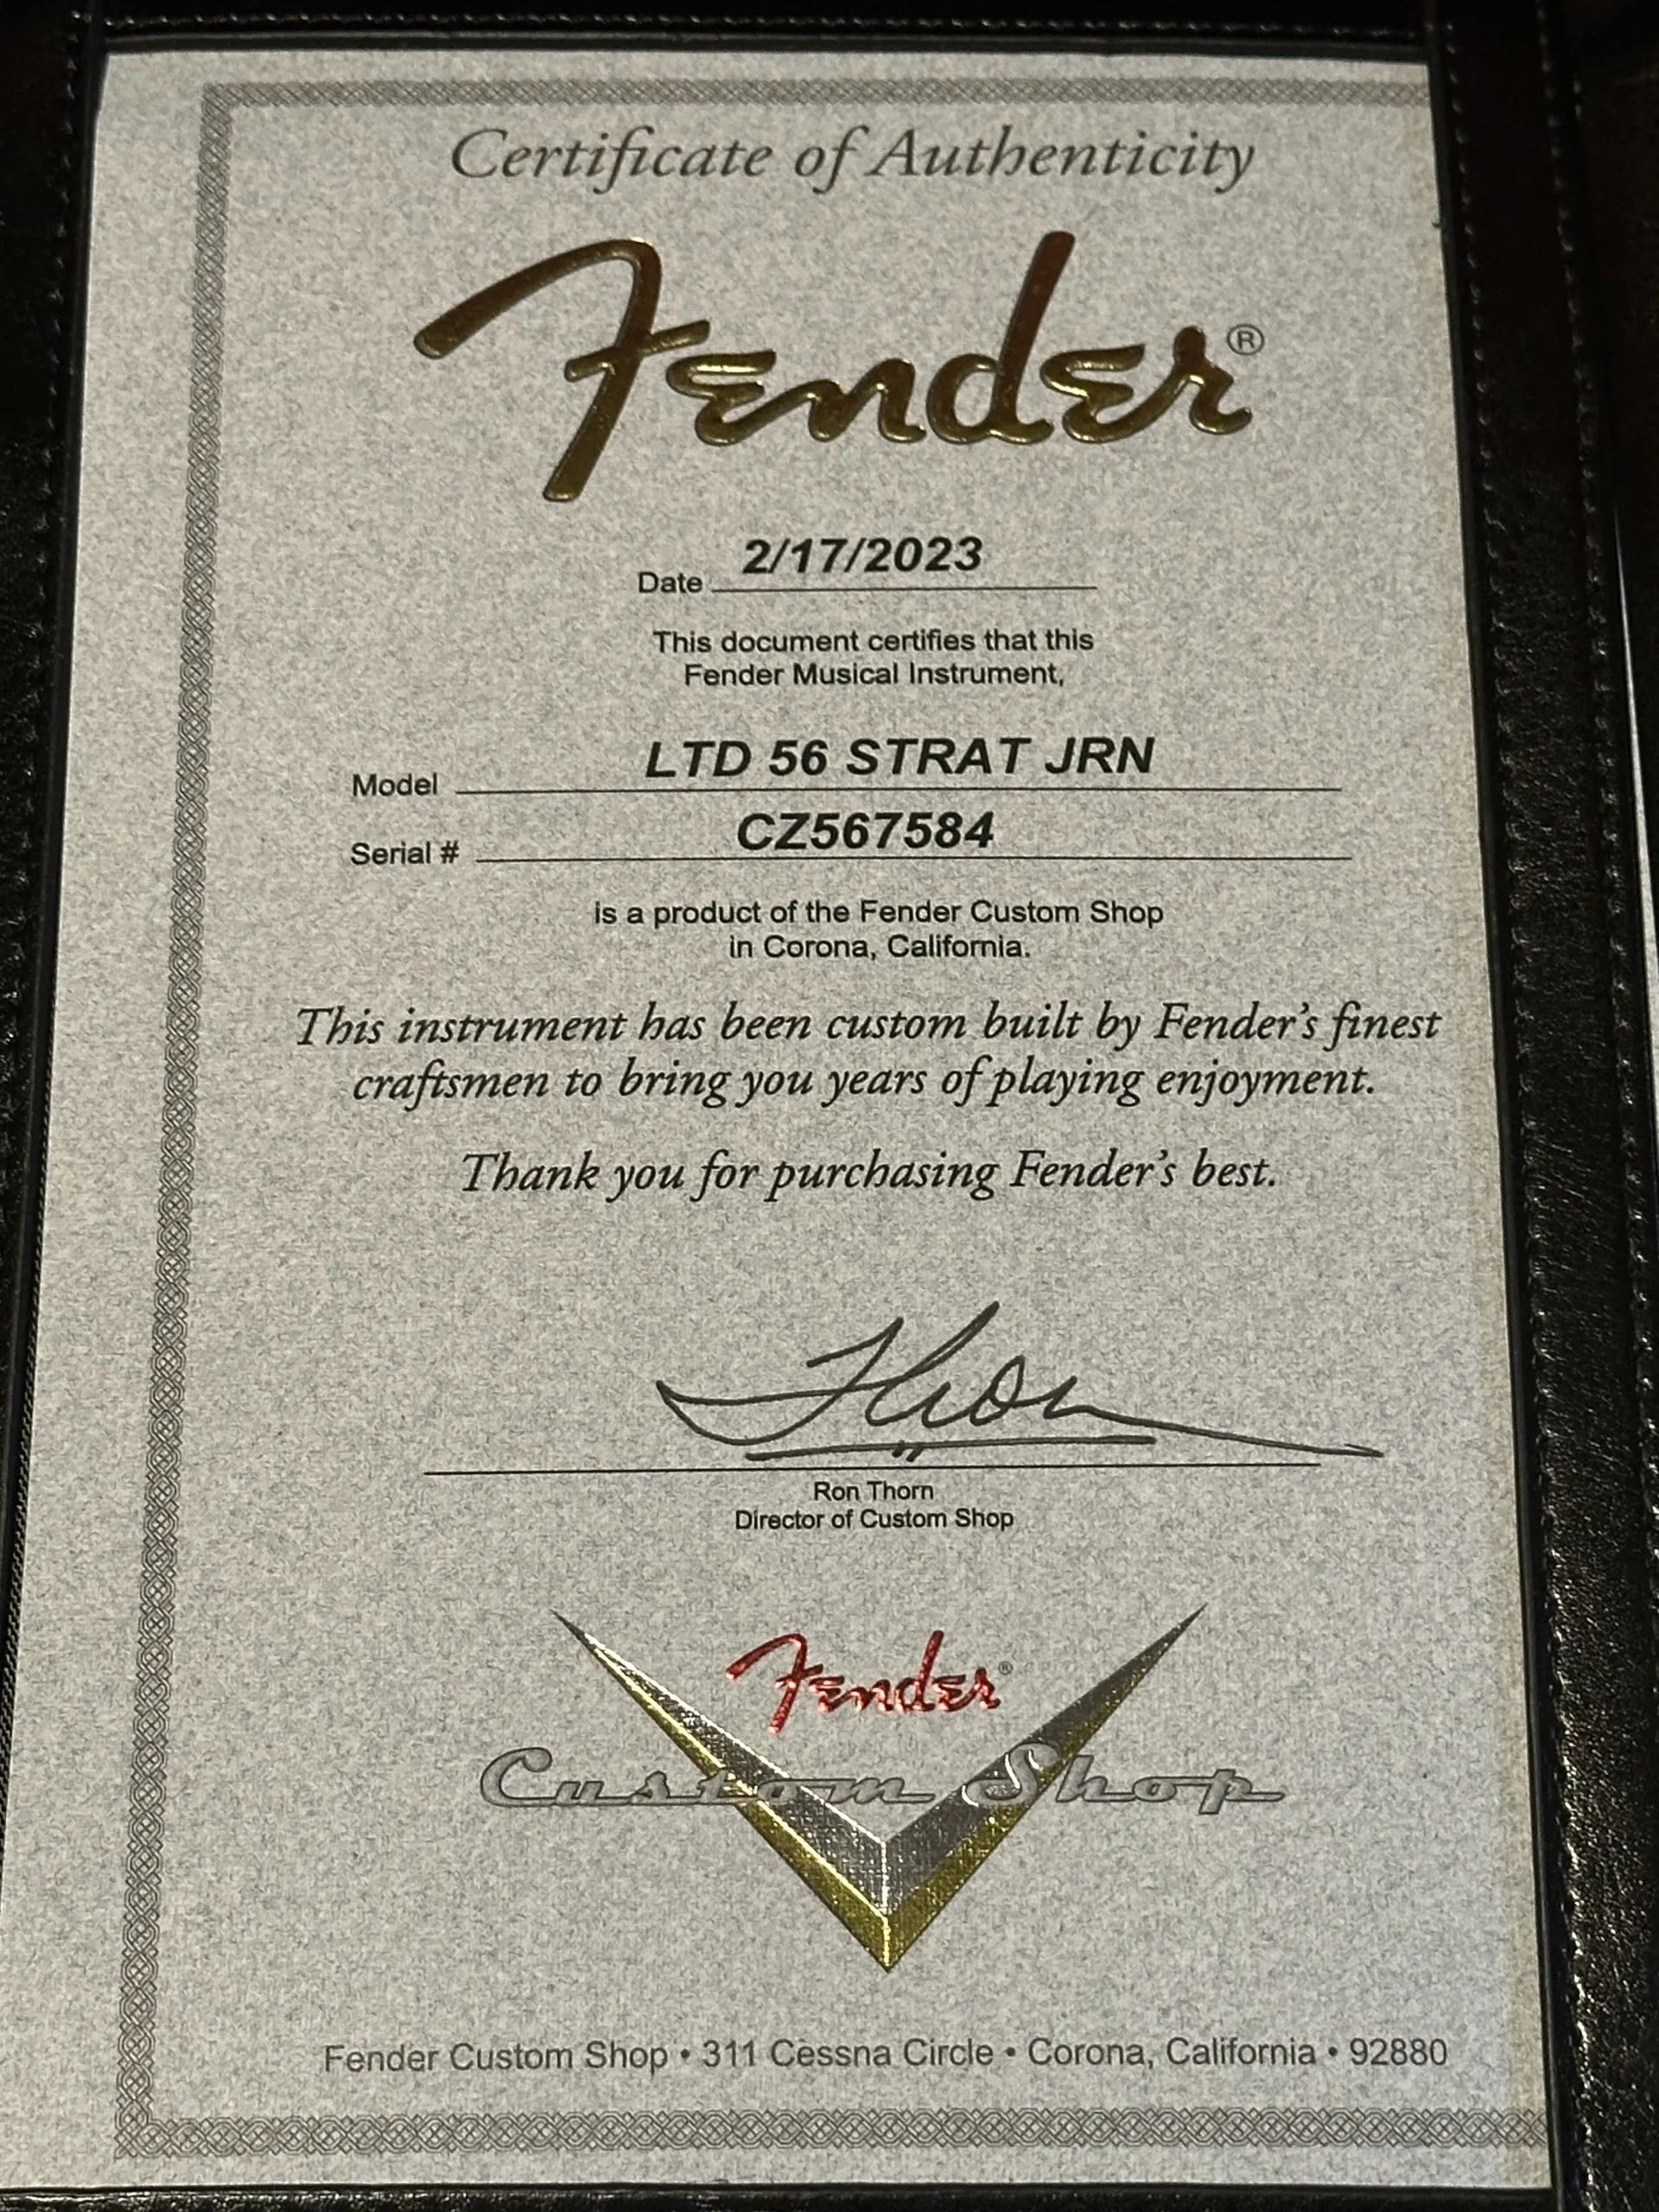 Certificate of Authenticity
Fender®
Date 2/17/2023
This document certifies that this
Fender Musical Instrument,
Model LTD 56 STRAT JRN
Serial # CZ567584
is a product of the Fender Custom Shop
in Corona, California.
This instrument has been custom built by Fender's finest
craftsmen to bring you years of playing enjoyment.
Thank you for purchasing Fender's best.
Thorn
Ron Thorn
Director of Custom Shop
Fender®
Custom Shop
Fender Custom Shop • 311 Cessna Circle • Corona, California • 92880